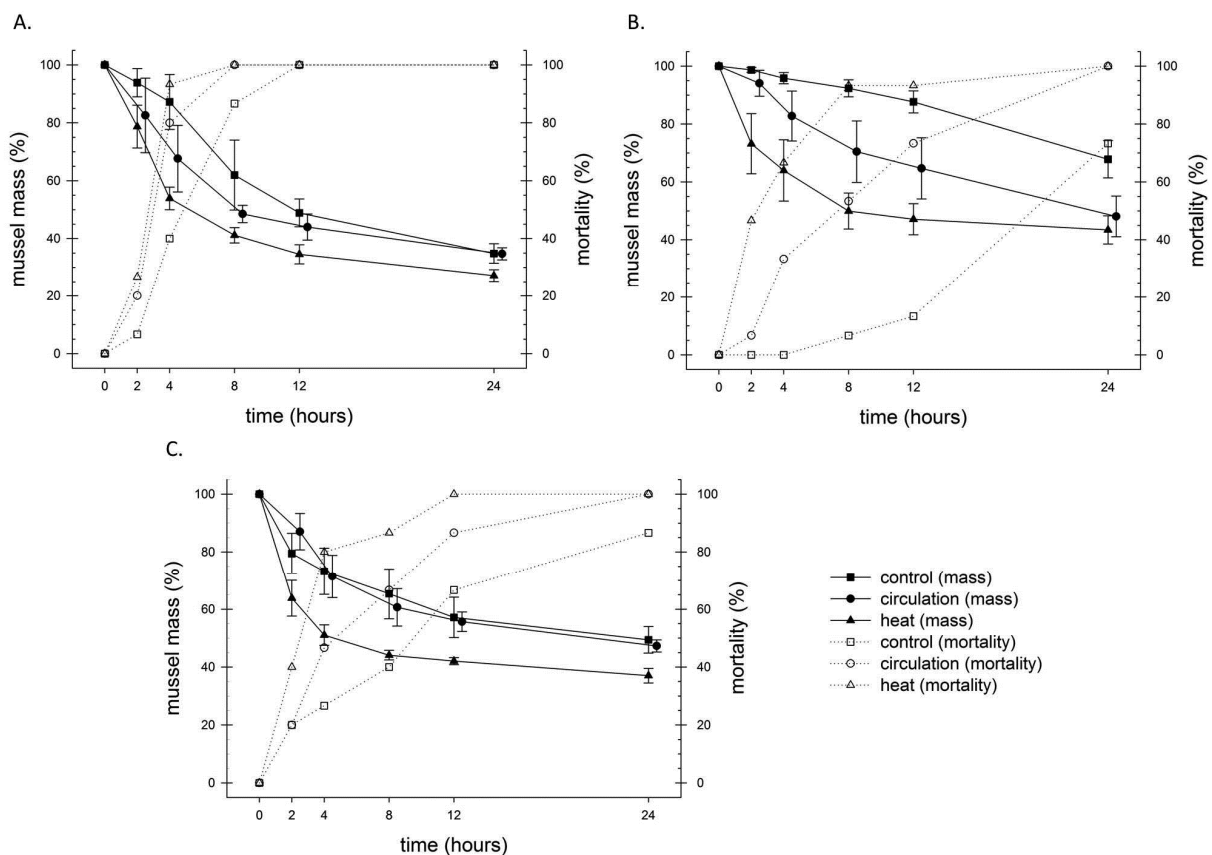 A.
mussel mass (%)
100
80
60
40
20
0
mortality (%)
100
80
60
40
20
0
0 2 4 8 12 24
time (hours)
B.
mussel mass (%)
100
80
60
40
20
0
mortality (%)
100
80
60
40
20
0
0 2 4 8 12 24
time (hours)
C.
mussel mass (%)
100
80
60
40
20
0
mortality (%)
100
80
60
40
20
0
0 2 4 8 12 24
time (hours)
control (mass)
circulation (mass)
heat (mass)
control (mortality)
circulation (mortality)
heat (mortality)